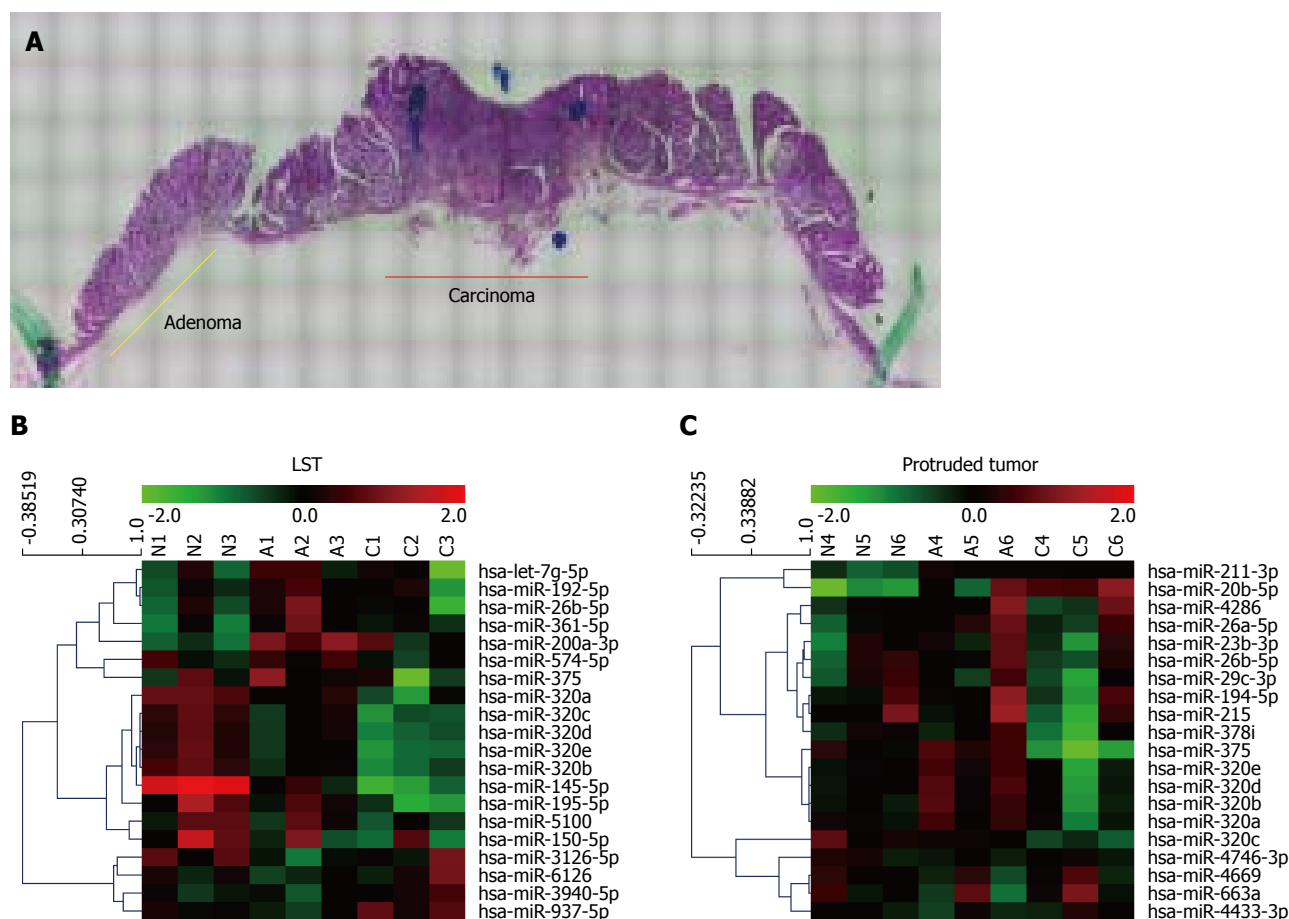 A
Adenoma
Carcinoma
B
LST
-0.38519
0.30740
1.0
-2.0 0.0 2.0
N1 N2 N3 A1 A2 A3 C1 C2 C3
hsa-let-7g-5p
hsa-miR-192-5p
hsa-miR-26b-5p
hsa-miR-361-5p
hsa-miR-200a-3p
hsa-miR-574-5p
hsa-miR-375
hsa-miR-320a
hsa-miR-320c
hsa-miR-320d
hsa-miR-320e
hsa-miR-320b
hsa-miR-145-5p
hsa-miR-195-5p
hsa-miR-5100
hsa-miR-150-5p
hsa-miR-3126-5p
hsa-miR-6126
hsa-miR-3940-5p
hsa-miR-937-5p
C
Protruded tumor
-0.32235
0.33882
1.0
-2.0 0.0 2.0
N4 N5 N6 A4 A5 A6 C4 C5 C6
hsa-miR-211-3p
hsa-miR-20b-5p
hsa-miR-4286
hsa-miR-26a-5p
hsa-miR-23b-3p
hsa-miR-26b-5p
hsa-miR-29c-3p
hsa-miR-194-5p
hsa-miR-215
hsa-miR-378i
hsa-miR-375
hsa-miR-320e
hsa-miR-320d
hsa-miR-320b
hsa-miR-320a
hsa-miR-320c
hsa-miR-4746-3p
hsa-miR-4669
hsa-miR-663a
hsa-miR-4433-3p